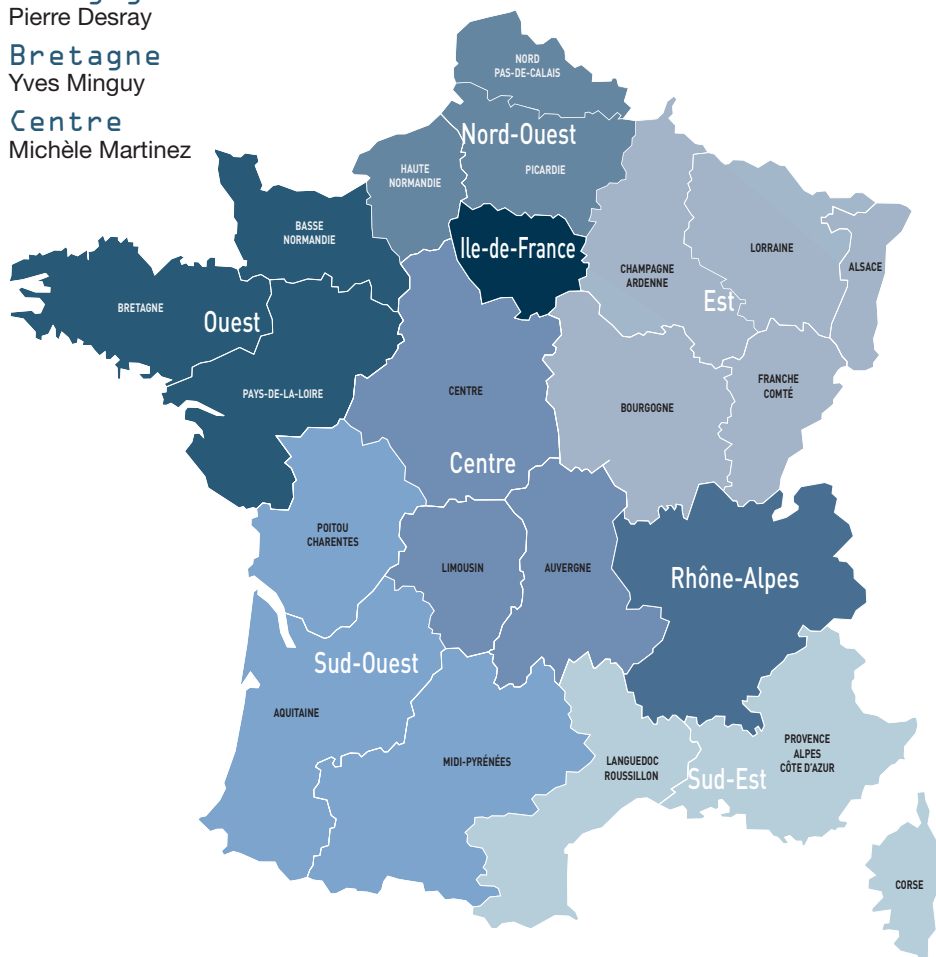 Pierre Desray
Bretagne
Yves Minguy
Centre
Michèle Martinez
NORD
PAS-DE-CALAIS
Nord-Ouest
HAUTE
NORMANDIE
PICARDIE
BASSE
NORMANDIE
Ile-de-France
CHAMPAGNE
ARDENNE
LORRAINE
ALSACE
Est
BRETAGNE
Ouest
PAYS-DE-LA-LOIRE
CENTRE
Centre
BOURGOGNE
FRANCHE
COMTÉ
POITOU
CHARENTES
LIMOUSIN
AUVERGNE
Rhône-Alpes
Sud-Ouest
AQUITAINE
MIDI-PYRÉNÉES
LANGUEDOC
ROUSSILLON
Sud-Est
PROVENCE
ALPES
CÔTE D'AZUR
CORSE